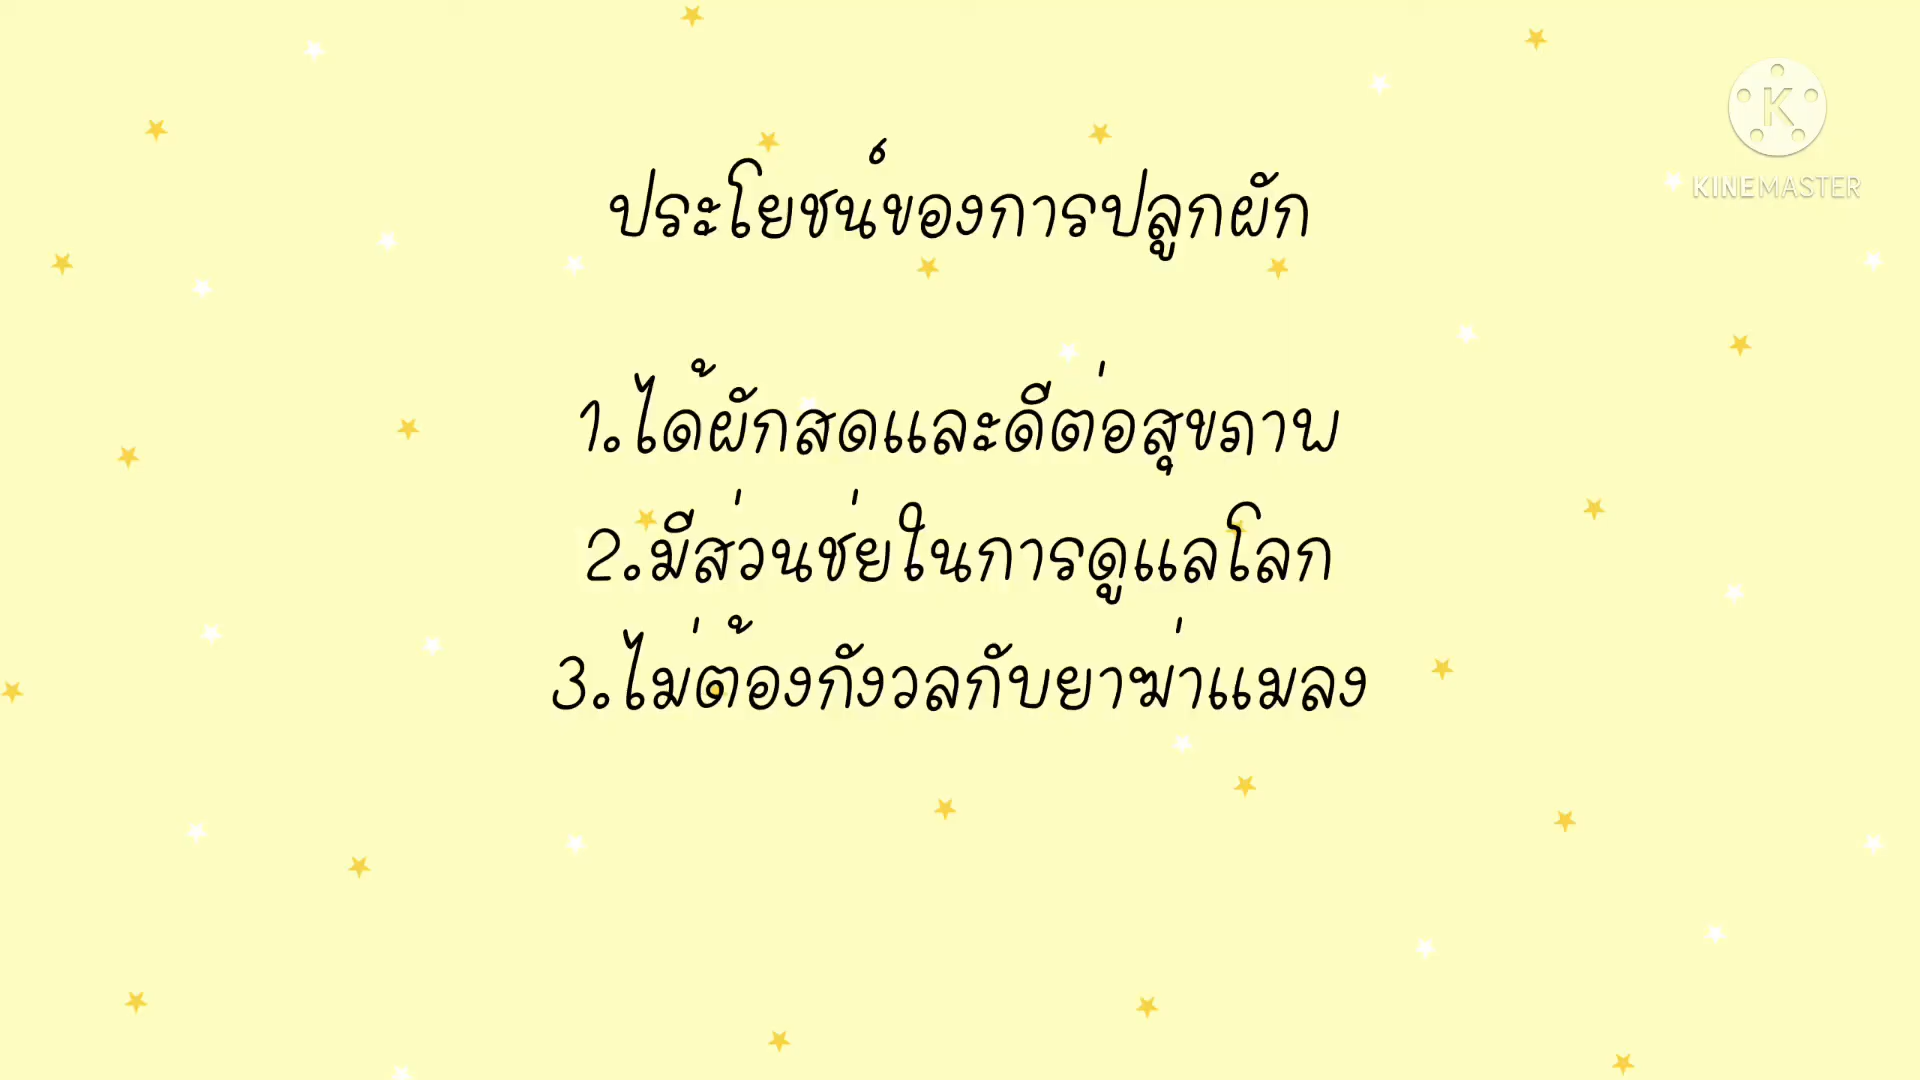 ประโยชน์ของการปลูกผัก
KINEMASTER
1.ได้ผักสดและดีต่อสุขภาพ
2.มีส่วนช่ยในการดูแลโลก
3.ไม่ต้องกังวลกับยาฆ่าแมลง